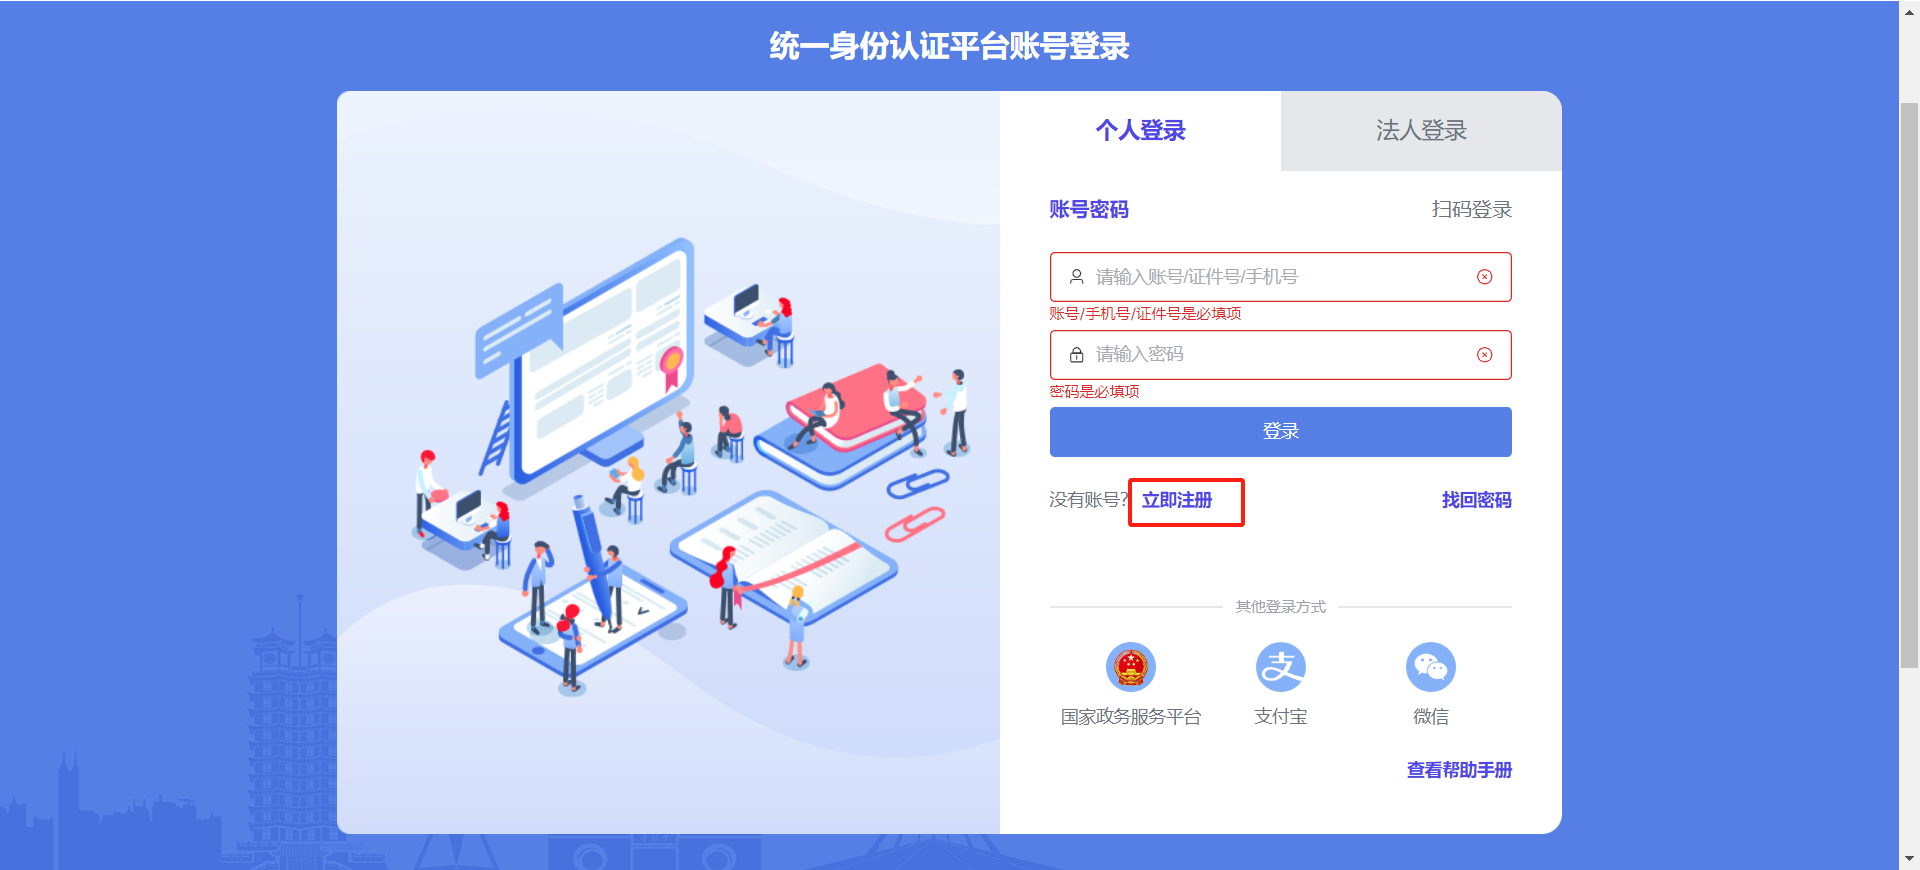 统一身份认证平台账号登录
个人登录
法人登录
账号密码
扫码登录
请输入账号/证件号/手机号
账号/手机号/证件号是必填项
请输入密码
密码是必填项
登录
没有账号? 立即注册
找回密码
其他登录方式
国家政务服务平台
支付宝
微信
查看帮助手册